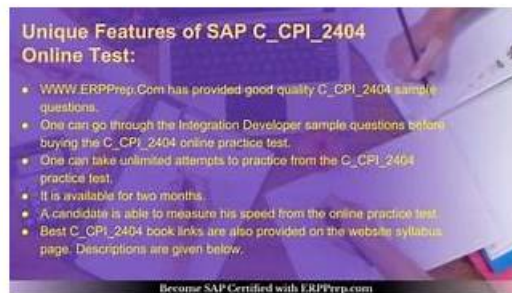 Unique Features of SAP C_CPI_2404
Online Test:
WWW.ERPPrep.Com has provided good quality C_CPI_2404 sample
questions.
One can go through the Integration Developer sample questions before
buying the C_CPI_2404 online practice test.
One can take unlimited attempts to practice from the C_CPI_2404
practice test.
It is available for two months.
A candidate is able to measure his speed from the online practice test.
Best C_CPI_2404 book links are also provided on the website syllabus
page. Descriptions are given below.
Become SAP Certified with ERPPrep.com